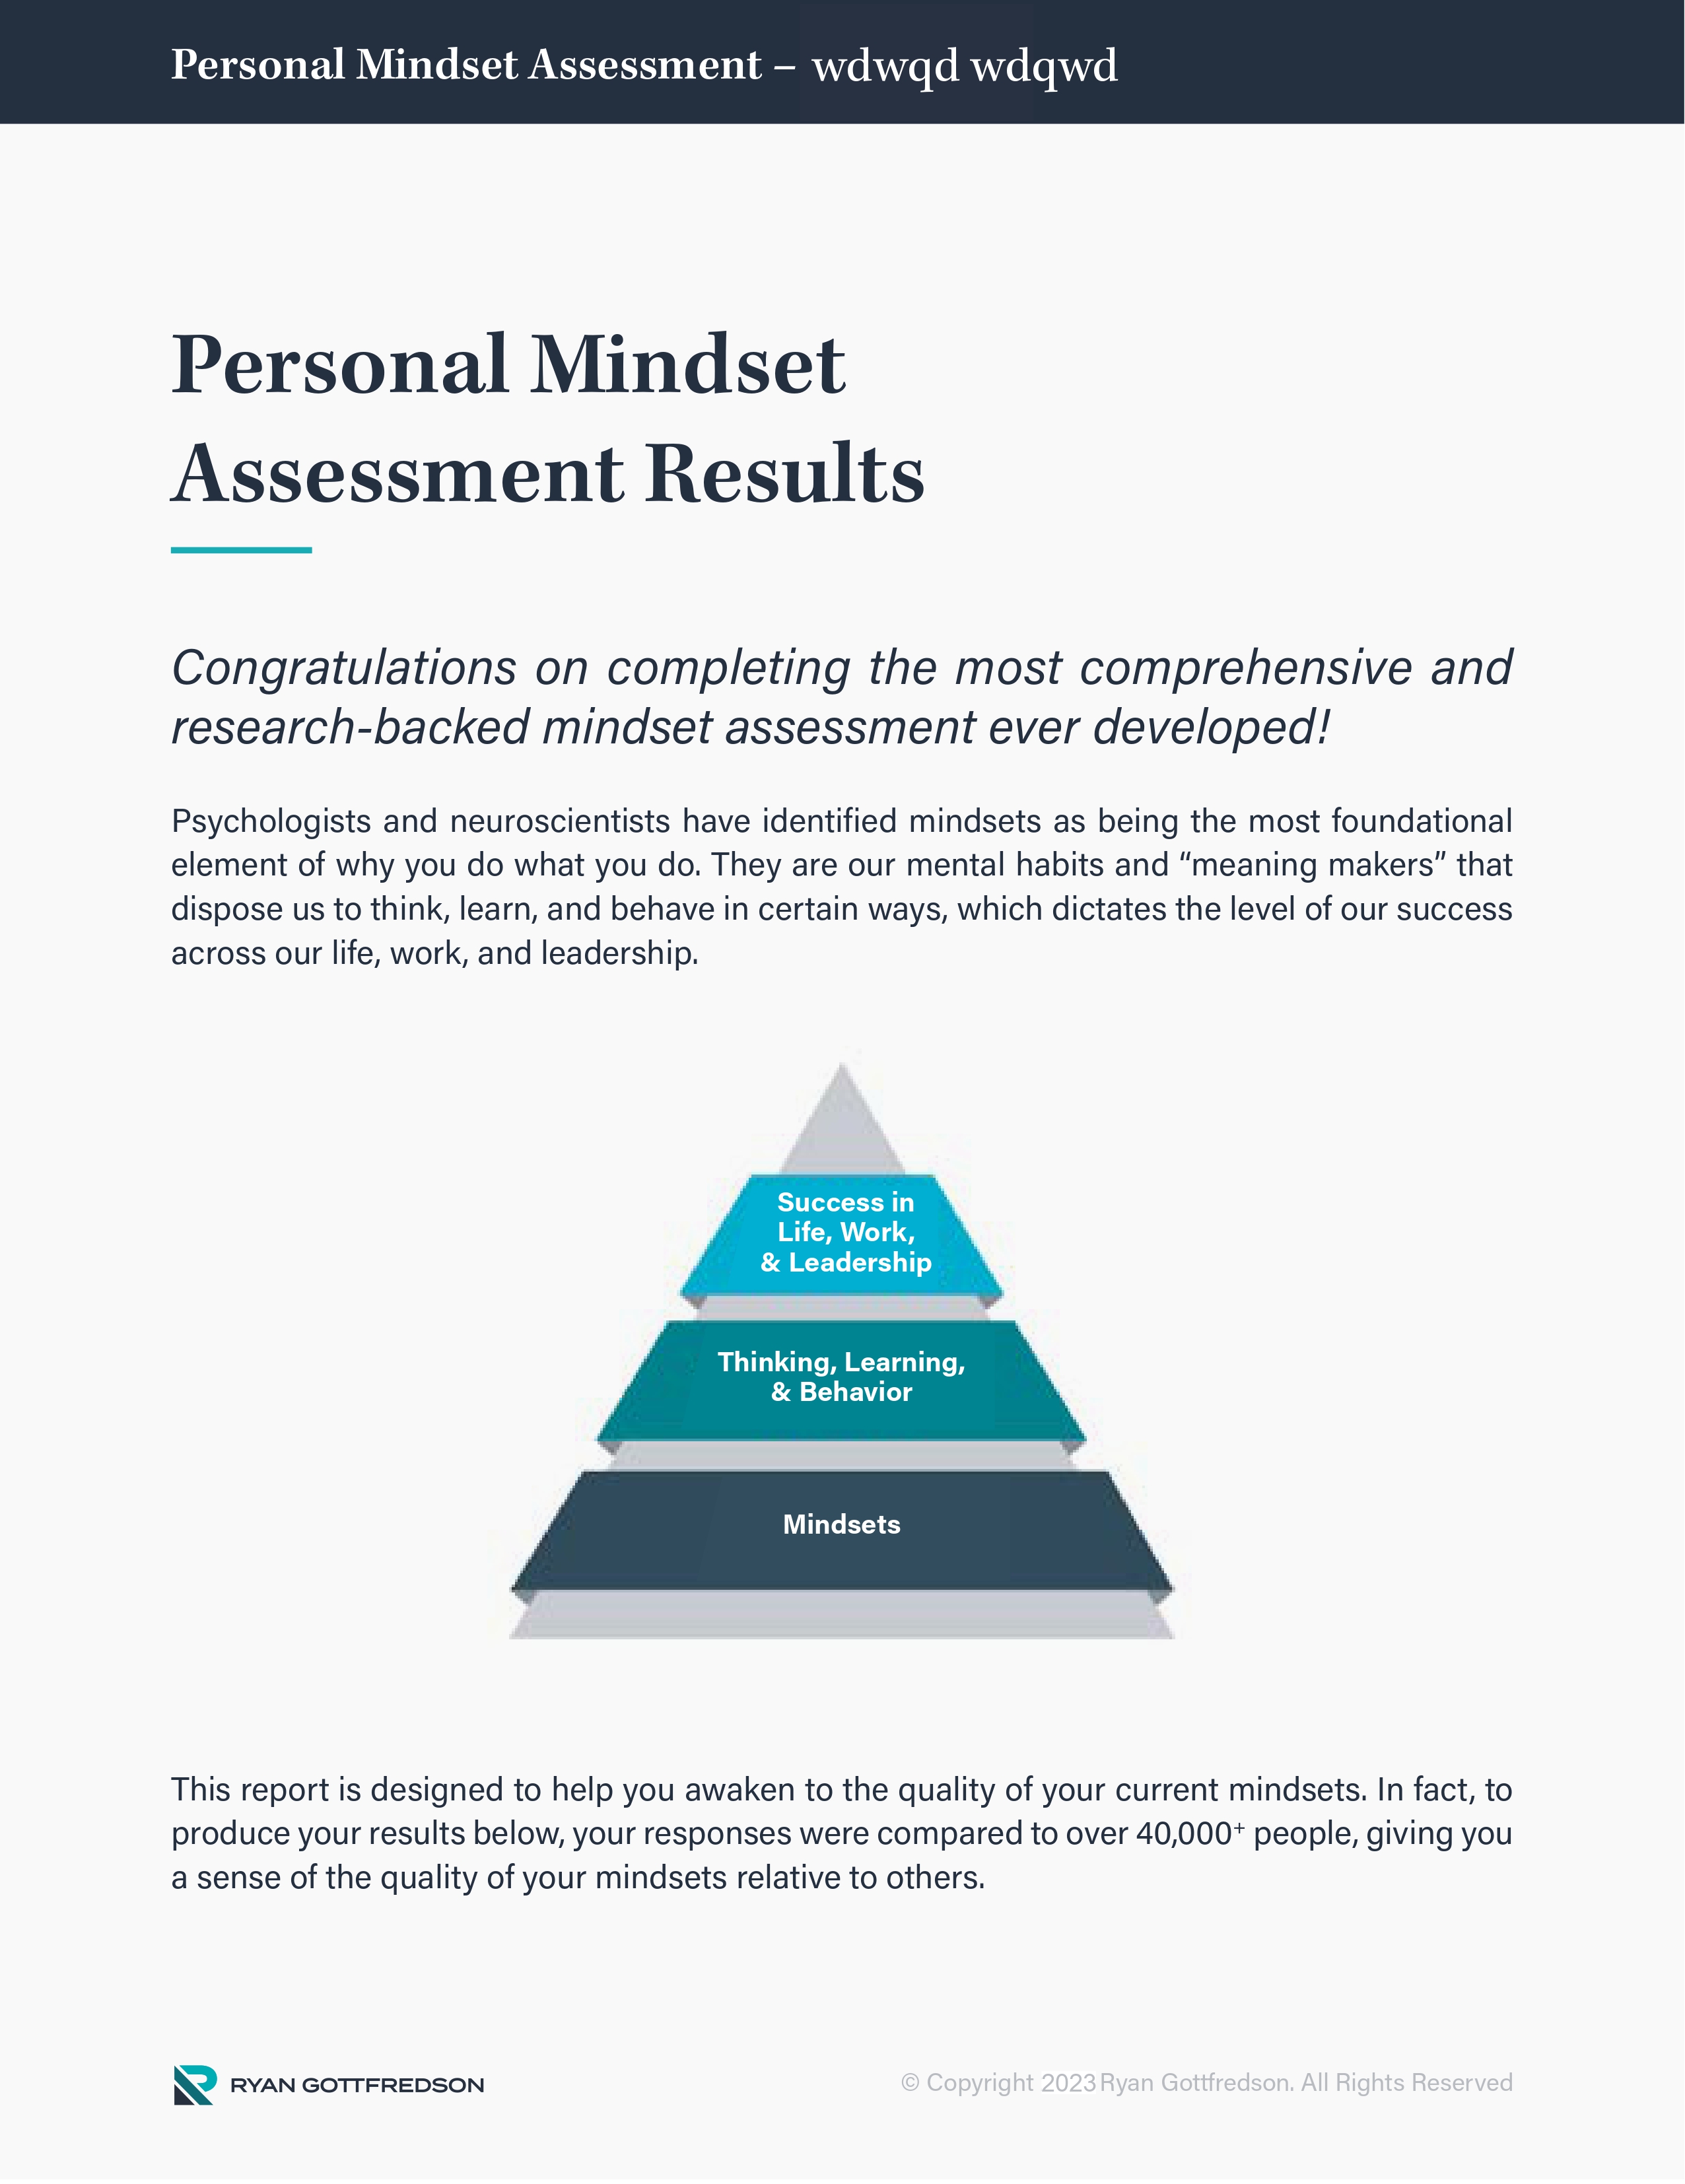 Personal Mindset Assessment – wdwqd wdqwd
Personal Mindset
Assessment Results
Congratulations on completing the most comprehensive and
research-backed mindset assessment ever developed!
Psychologists and neuroscientists have identified mindsets as being the most foundational
element of why you do what you do. They are our mental habits and “meaning makers” that
dispose us to think, learn, and behave in certain ways, which dictates the level of our success
across our life, work, and leadership.
Success in
Life, Work,
& Leadership
Thinking, Learning,
& Behavior
Mindsets
This report is designed to help you awaken to the quality of your current mindsets. In fact, to
produce your results below, your responses were compared to over 40,000⁺ people, giving you
a sense of the quality of your mindsets relative to others.
RYAN GOTTFREDSON
© Copyright 2023 Ryan Gottfredson. All Rights Reserved